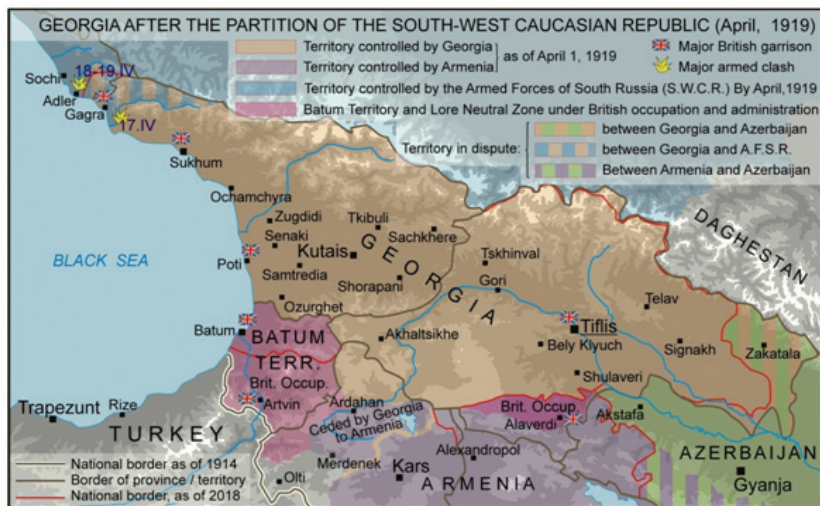 GEORGIA AFTER THE PARTITION OF THE SOUTH-WEST CAUCASIAN REPUBLIC (April, 1919)
Territory controlled by Georgia
Territory controlled by Armenia
as of April 1, 1919
Major British garrison
Major armed clash
Territory controlled by the Armed Forces of South Russia (S.W.C.R.) By April,1919
Batum Territory and Lore Neutral Zone under British occupation and administration
Territory in dispute:
between Georgia and Azerbaijan
between Georgia and A.F.S.R.
Between Armenia and Azerbaijan
18-19.IV
Sochi
Adler
Gagra
17.IV
Sukhum
Ochamchyra
Zugdidi
Tkibuli
Senaki
Sachkhere
Kutais
BLACK SEA
Poti
Samtredia
Shorapani
Ozurghet
GEORGIA
Tskhinval
Gori
DAGHESTAN
Telav
Tiflis
Batum
BATUM
TERR.
Brit. Occup.
Akhaltsikhe
Bely Klyuch
Signakh
Zakatala
Shulaveri
Artvin
Ardahan
Ceded by Georgia
to Armenia
Brit. Occup.
Alaverdi
Akstafa
Trapezunt
Rize
TURKEY
Merdenek
Olti
Kars
Alexandropol
ARMENIA
AZERBAIJAN
Gyanja
National border as of 1914
Border of province / territory
National border, as of 2018